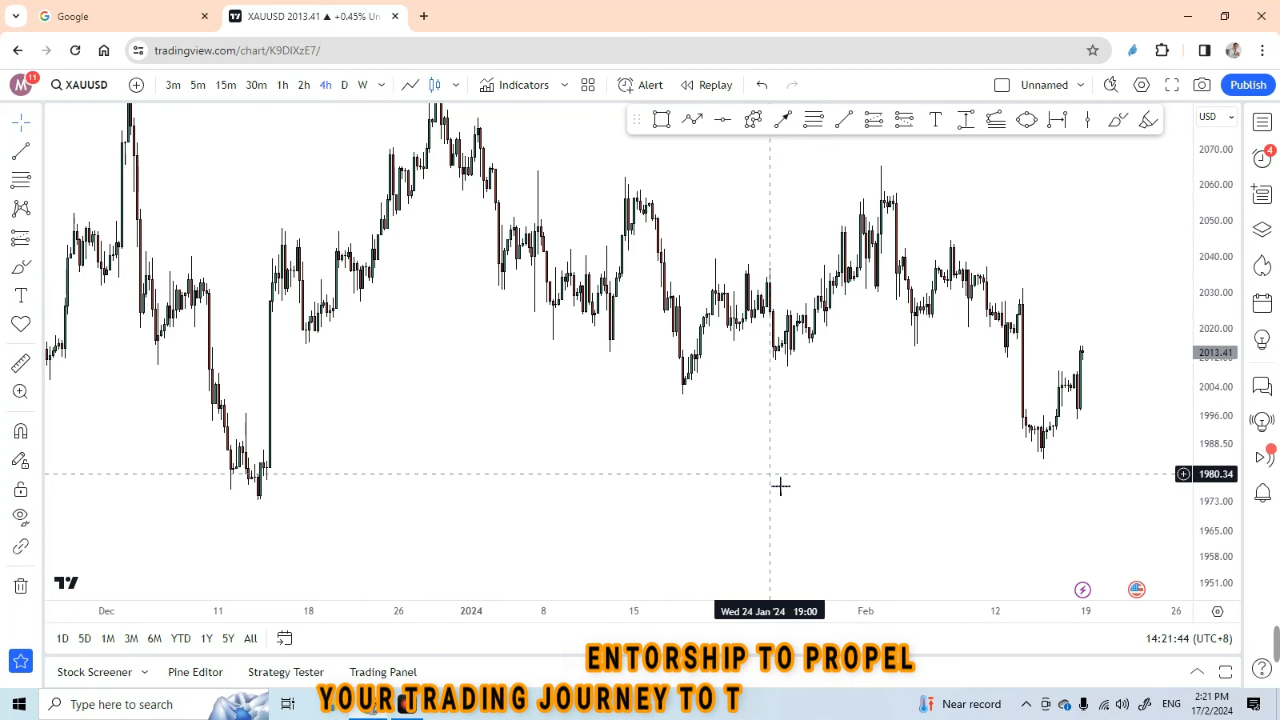 Google
XAUUSD 2013.41 ▲ +0.45% Un
tradingview.com/chart/K9DIXzE7/
M 11 XAUUSD 3m 5m 15m 30m 1h 2h 4h D W Indicators Alert Replay Unnamed Publish
USD
2070.00
2060.00
2050.00
2040.00
2030.00
2020.00
2013.41
2004.00
1996.00
1988.50
1980.34
1973.00
1965.00
1958.00
1951.00
4
Dec 11 18 26 2024 8 15 Wed 24 Jan '24 19:00 Feb 12 19 26
1D 5D 1M 3M 6M YTD 1Y 5Y All 14:21:44 (UTC+8)
Stock Screener Pine Editor Strategy Tester Trading Panel
ENTORSHIP TO PROPEL
YOUR TRADING JOURNEY TO T
Type here to search
Near record
2:21 PM
17/2/2024